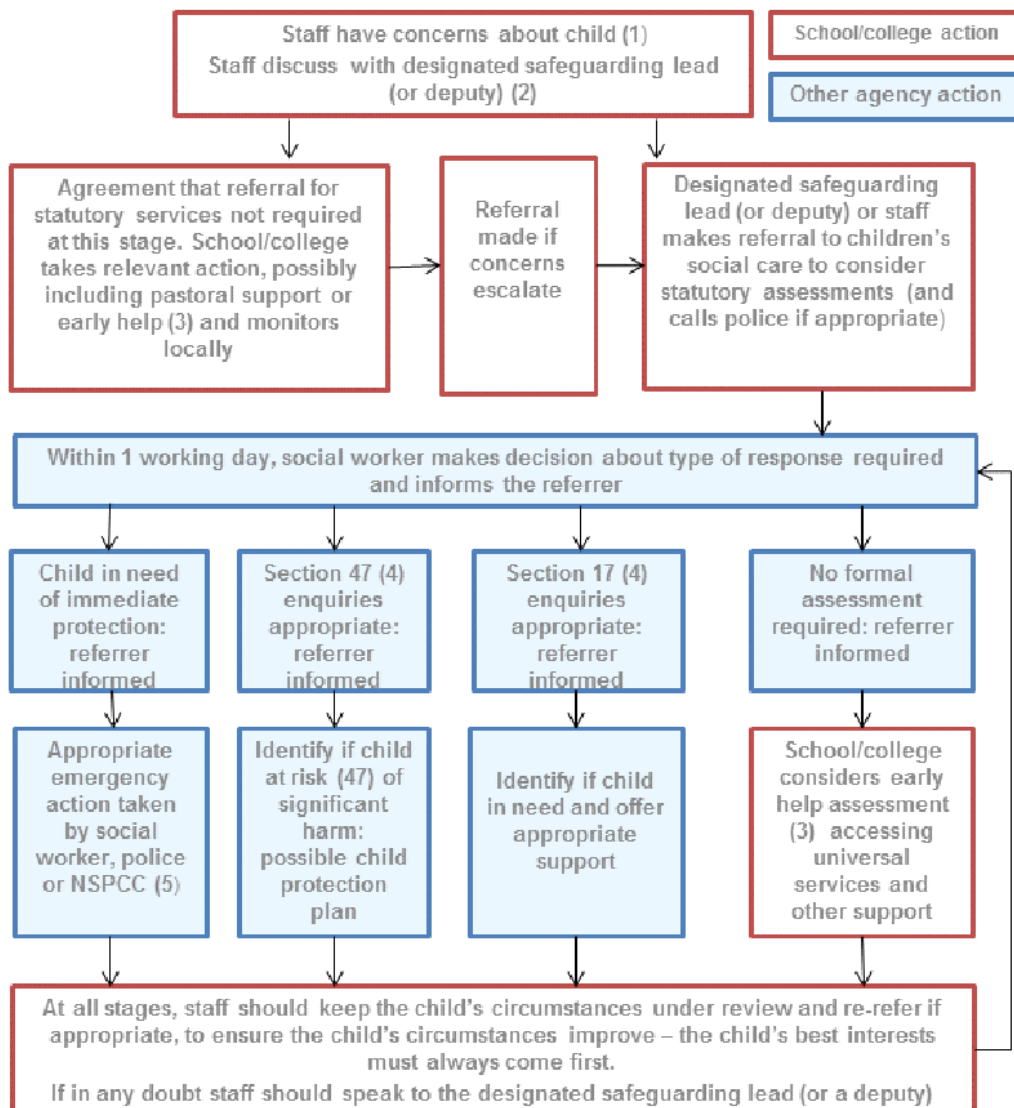 Staff have concerns about child (1)
Staff discuss with designated safeguarding lead
(or deputy) (2)
School/college action
Other agency action
Agreement that referral for
statutory services not required
at this stage. School/college
takes relevant action, possibly
including pastoral support or
early help (3) and monitors
locally
Referral
made if
concerns
escalate
Designated safeguarding
lead (or deputy) or staff
makes referral to children's
social care to consider
statutory assessments (and
calls police if appropriate)
Within 1 working day, social worker makes decision about type of response required
and informs the referrer
Child in need
of immediate
protection:
referrer
informed
Section 47 (4)
enquiries
appropriate:
referrer
informed
Section 17 (4)
enquiries
appropriate:
referrer
informed
No formal
assessment
required: referrer
informed
Appropriate
emergency
action taken
by social
worker, police
or NSPCC (5)
Identify if child
at risk (47) of
significant
harm:
possible child
protection
plan
Identify if child
in need and offer
appropriate
support
School/college
considers early
help assessment
(3) accessing
universal
services and
other support
At all stages, staff should keep the child's circumstances under review and re-refer if
appropriate, to ensure the child's circumstances improve – the child's best interests
must always come first.
If in any doubt staff should speak to the designated safeguarding lead (or a deputy)